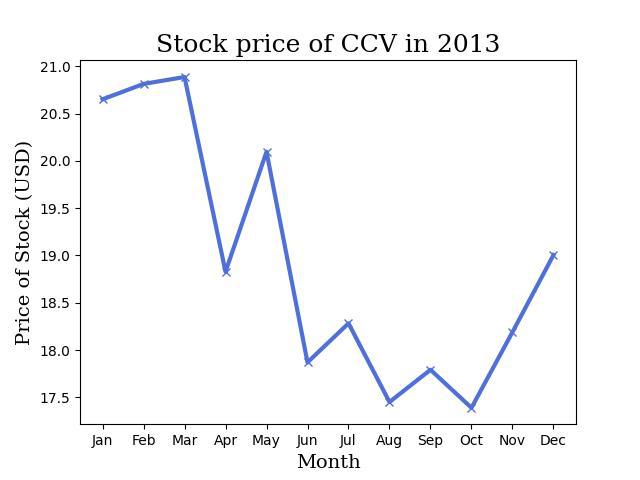 Stock price of CCV in 2013
Price of Stock (USD)
21.0
20.5
20.0
19.5
19.0
18.5
18.0
17.5
Jan Feb Mar Apr May Jun Jul Aug Sep Oct Nov Dec
Month